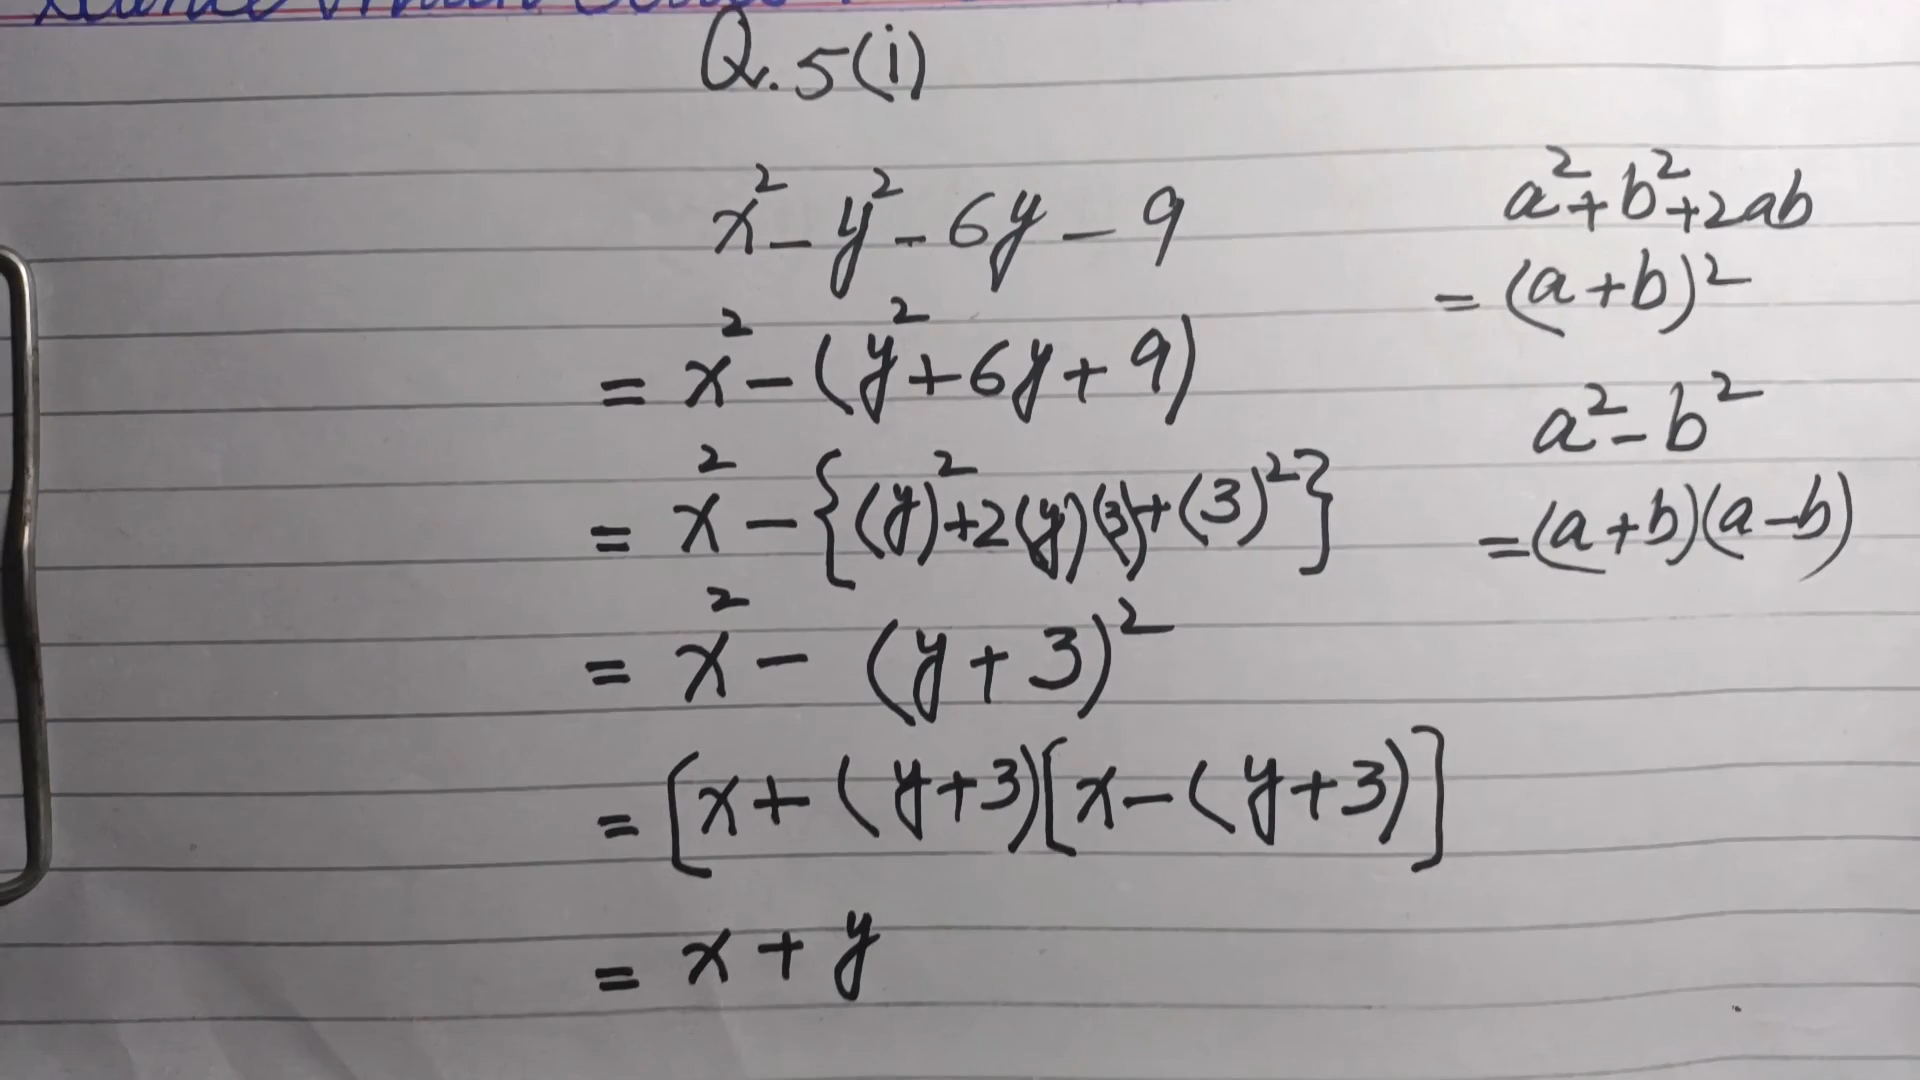 Q. 5(i)
x² - y² - 6y - 9
= x² - (y² + 6y + 9)
= x² - {(y)² + 2(y)(3) + (3)²}
= x² - (y + 3)²
= [x + (y + 3)[x - (y + 3)]
= x + y
a² + b² + 2ab
= (a + b)²
a² - b²
= (a + b)(a - b)